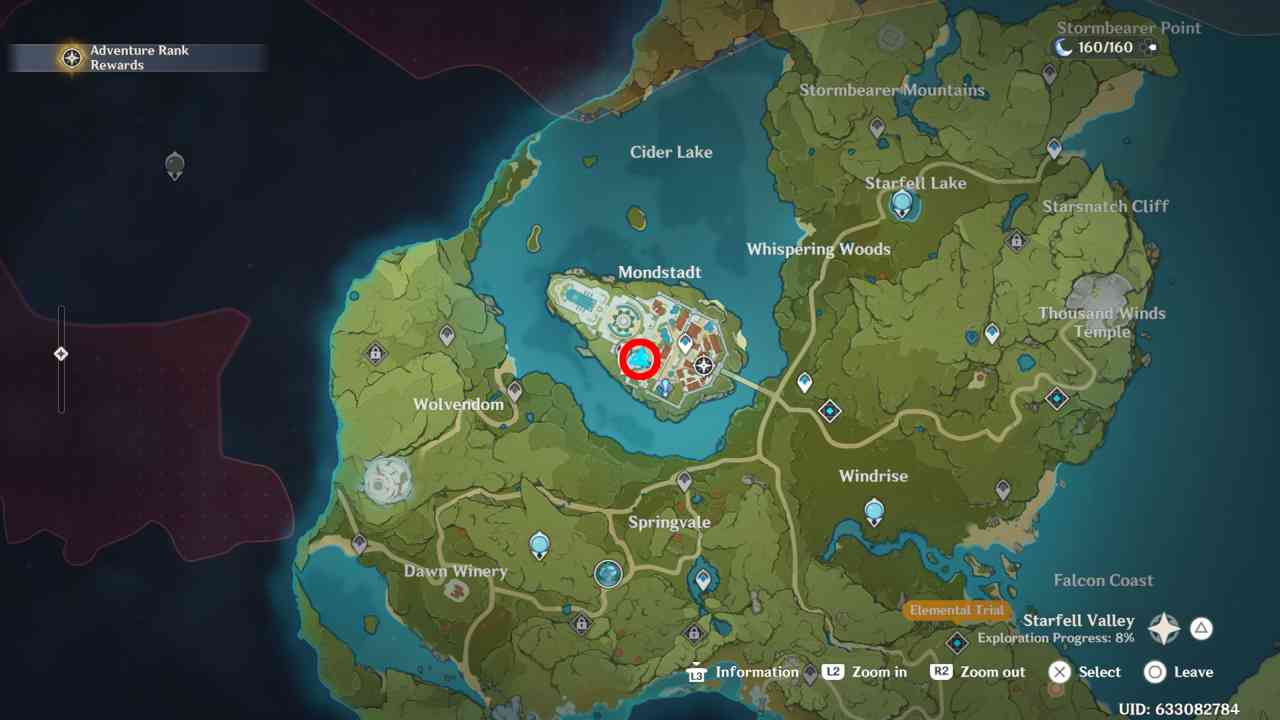 Stormbearer Point
Adventure Rank
Rewards
160/160
Stormbearer Mountains
Cider Lake
Starfell Lake
Starsnatch Cliff
Whispering Woods
Mondstadt
Thousand Winds
Temple
Wolvendom
Windrise
Springvale
Dawn Winery
Falcon Coast
Elemental Trial
Starfell Valley
Exploration Progress: 8%
L3 Information L2 Zoom in R2 Zoom out Select Leave
UID: 633082784